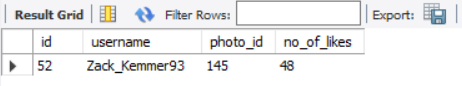 Result Grid Filter Rows: Export:
id username photo_id no_of_likes
52 Zack_Kemmer93 145 48